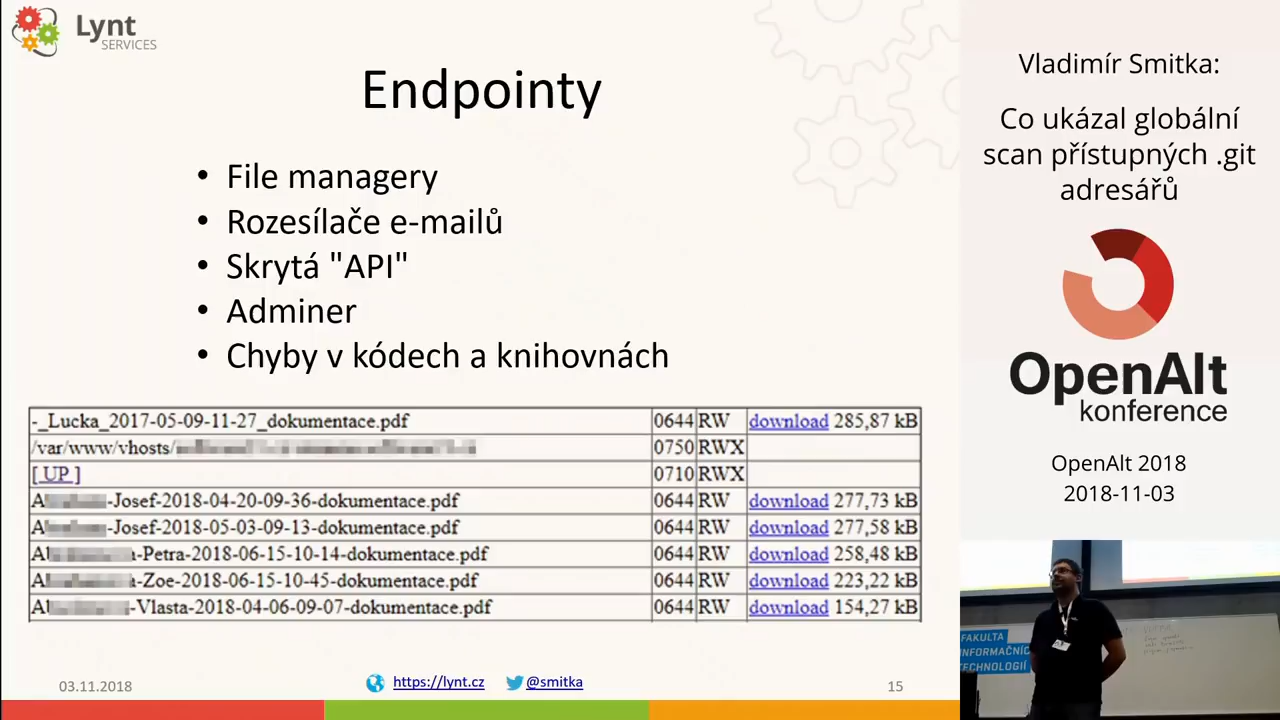 Lynt
SERVICES
Endpointy
• File managery
• Rozesílače e-mailů
• Skrytá "API"
• Adminer
• Chyby v kódech a knihovnách
-_Lucka_2017-05-09-11-27_dokumentace.pdf 0644 RW download 285,87 kB
/var/www/vhosts/ 0750 RWX
[ UP ] 0710 RWX
A -Josef-2018-04-20-09-36-dokumentace.pdf 0644 RW download 277,73 kB
A -Josef-2018-05-03-09-13-dokumentace.pdf 0644 RW download 277,58 kB
A -Petra-2018-06-15-10-14-dokumentace.pdf 0644 RW download 258,48 kB
A -Zoe-2018-06-15-10-45-dokumentace.pdf 0644 RW download 223,22 kB
A -Vlasta-2018-04-06-09-07-dokumentace.pdf 0644 RW download 154,27 kB
03.11.2018 https://lynt.cz @smitka 15
Vladimír Smitka:
Co ukázal globální
scan přístupných .git
adresářů
OpenAlt
konference
OpenAlt 2018
2018-11-03
FAKULTA
INFORMAČNÍCH
TECHNOLOGIÍ